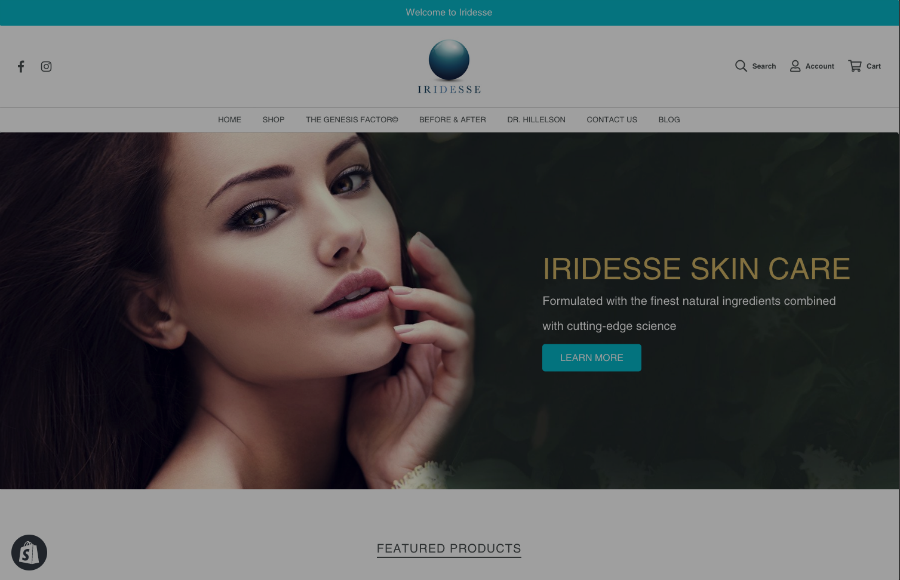 Welcome to Iridesse
IRIDESSE
Search
Account
Cart
HOME
SHOP
THE GENESIS FACTOR©
BEFORE & AFTER
DR. HILLELSON
CONTACT US
BLOG
IRIDESSE SKIN CARE
Formulated with the finest natural ingredients combined
with cutting-edge science
LEARN MORE
FEATURED PRODUCTS